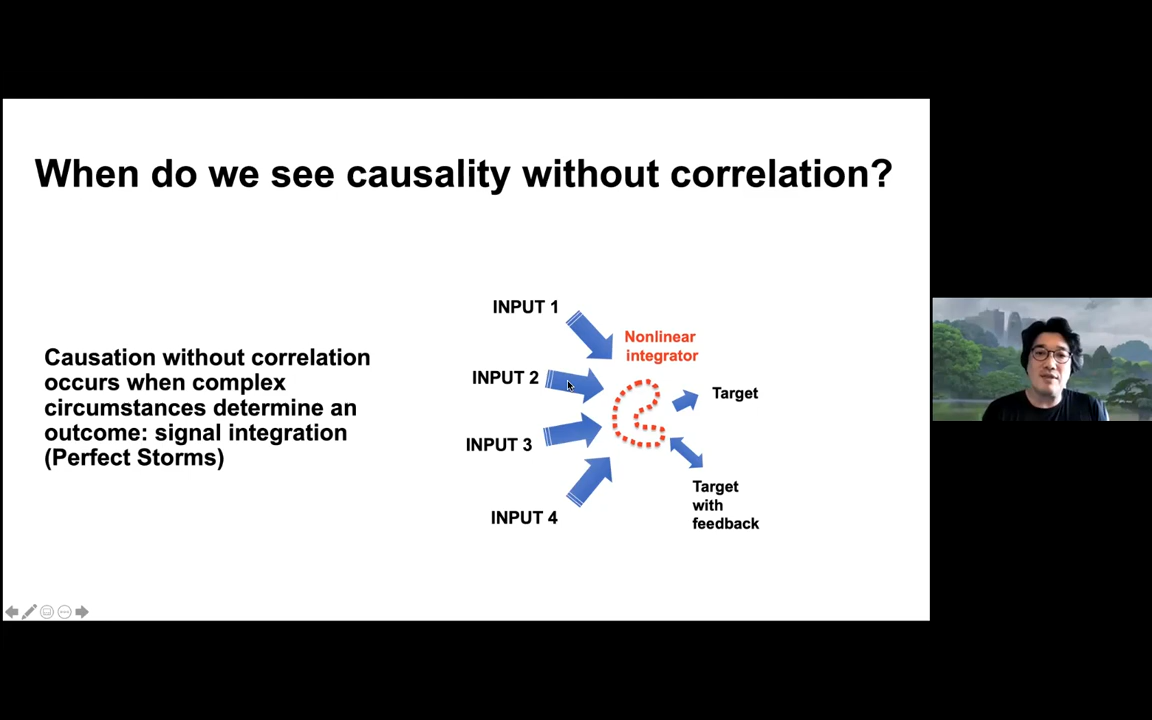 When do we see causality without correlation?
Causation without correlation
occurs when complex
circumstances determine an
outcome: signal integration
(Perfect Storms)
INPUT 1
INPUT 2
INPUT 3
INPUT 4
Nonlinear
integrator
Target
Target
with
feedback